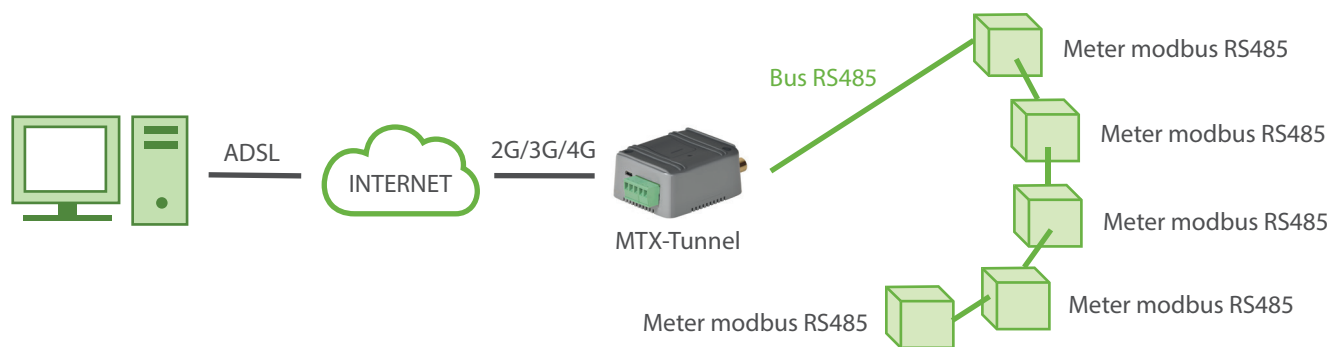 Meter modbus RS485
Bus RS485
Meter modbus RS485
ADSL
2G/3G/4G
INTERNET
Meter modbus RS485
MTX-Tunnel
Meter modbus RS485
Meter modbus RS485